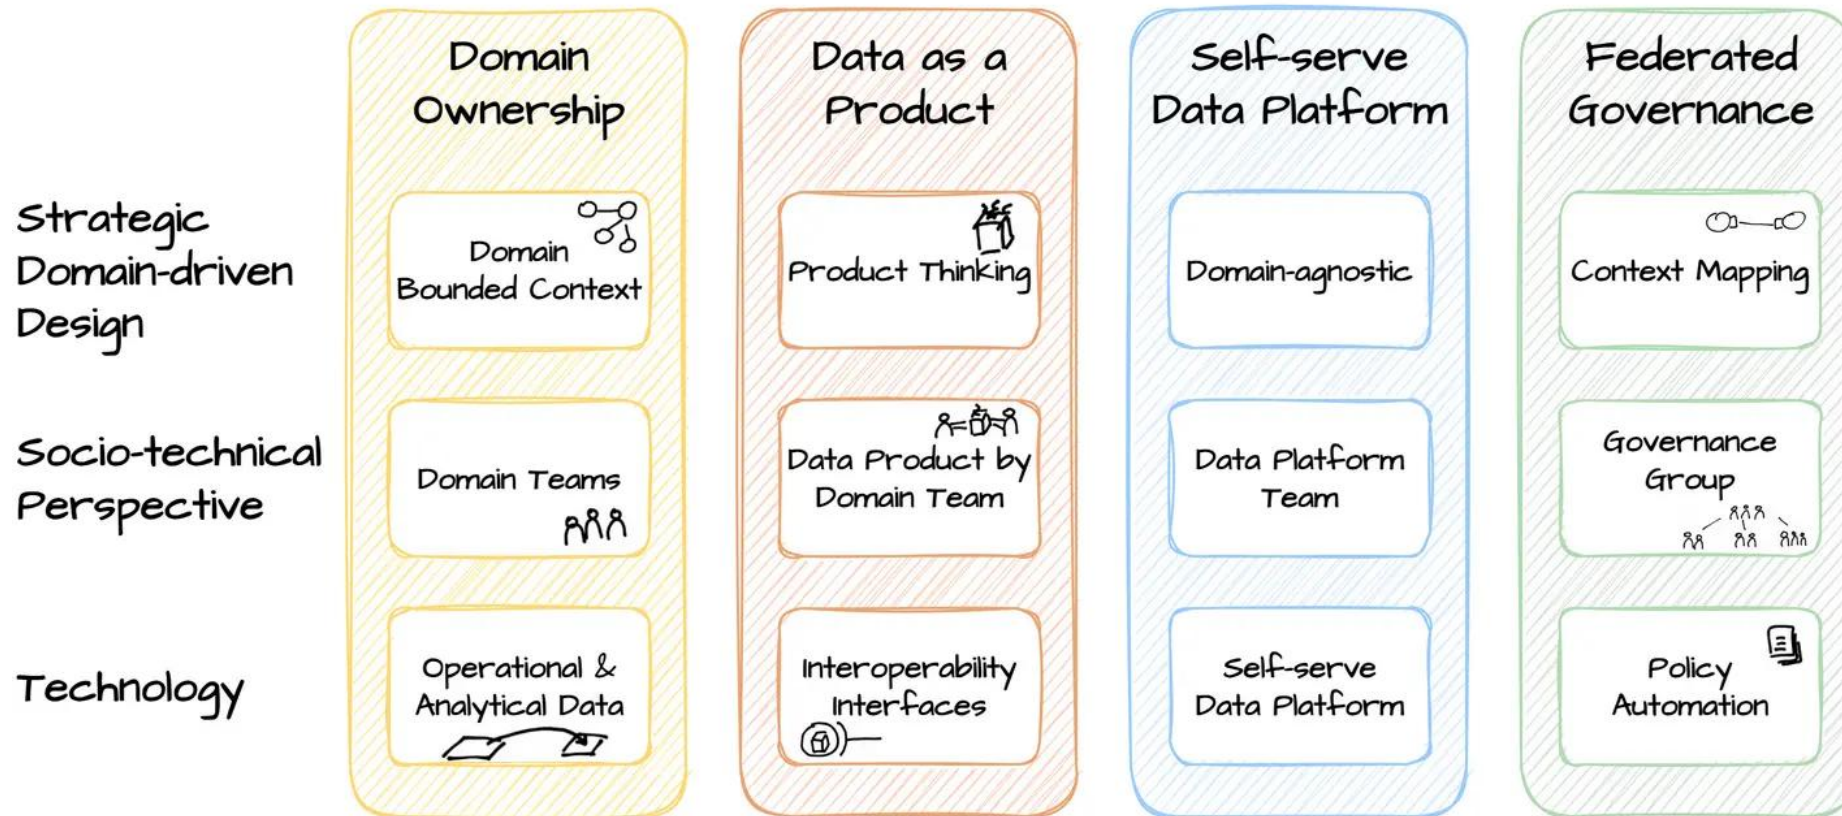 Domain
Ownership
Data as a
Product
Self-serve
Data Platform
Federated
Governance
Strategic
Domain-driven
Design
Domain
Bounded Context
Product Thinking
Domain-agnostic
Context Mapping
Socio-technical
Perspective
Domain Teams
Data Product by
Domain Team
Data Platform
Team
Governance
Group
Technology
Operational &
Analytical Data
Interoperability
Interfaces
Self-serve
Data Platform
Policy
Automation